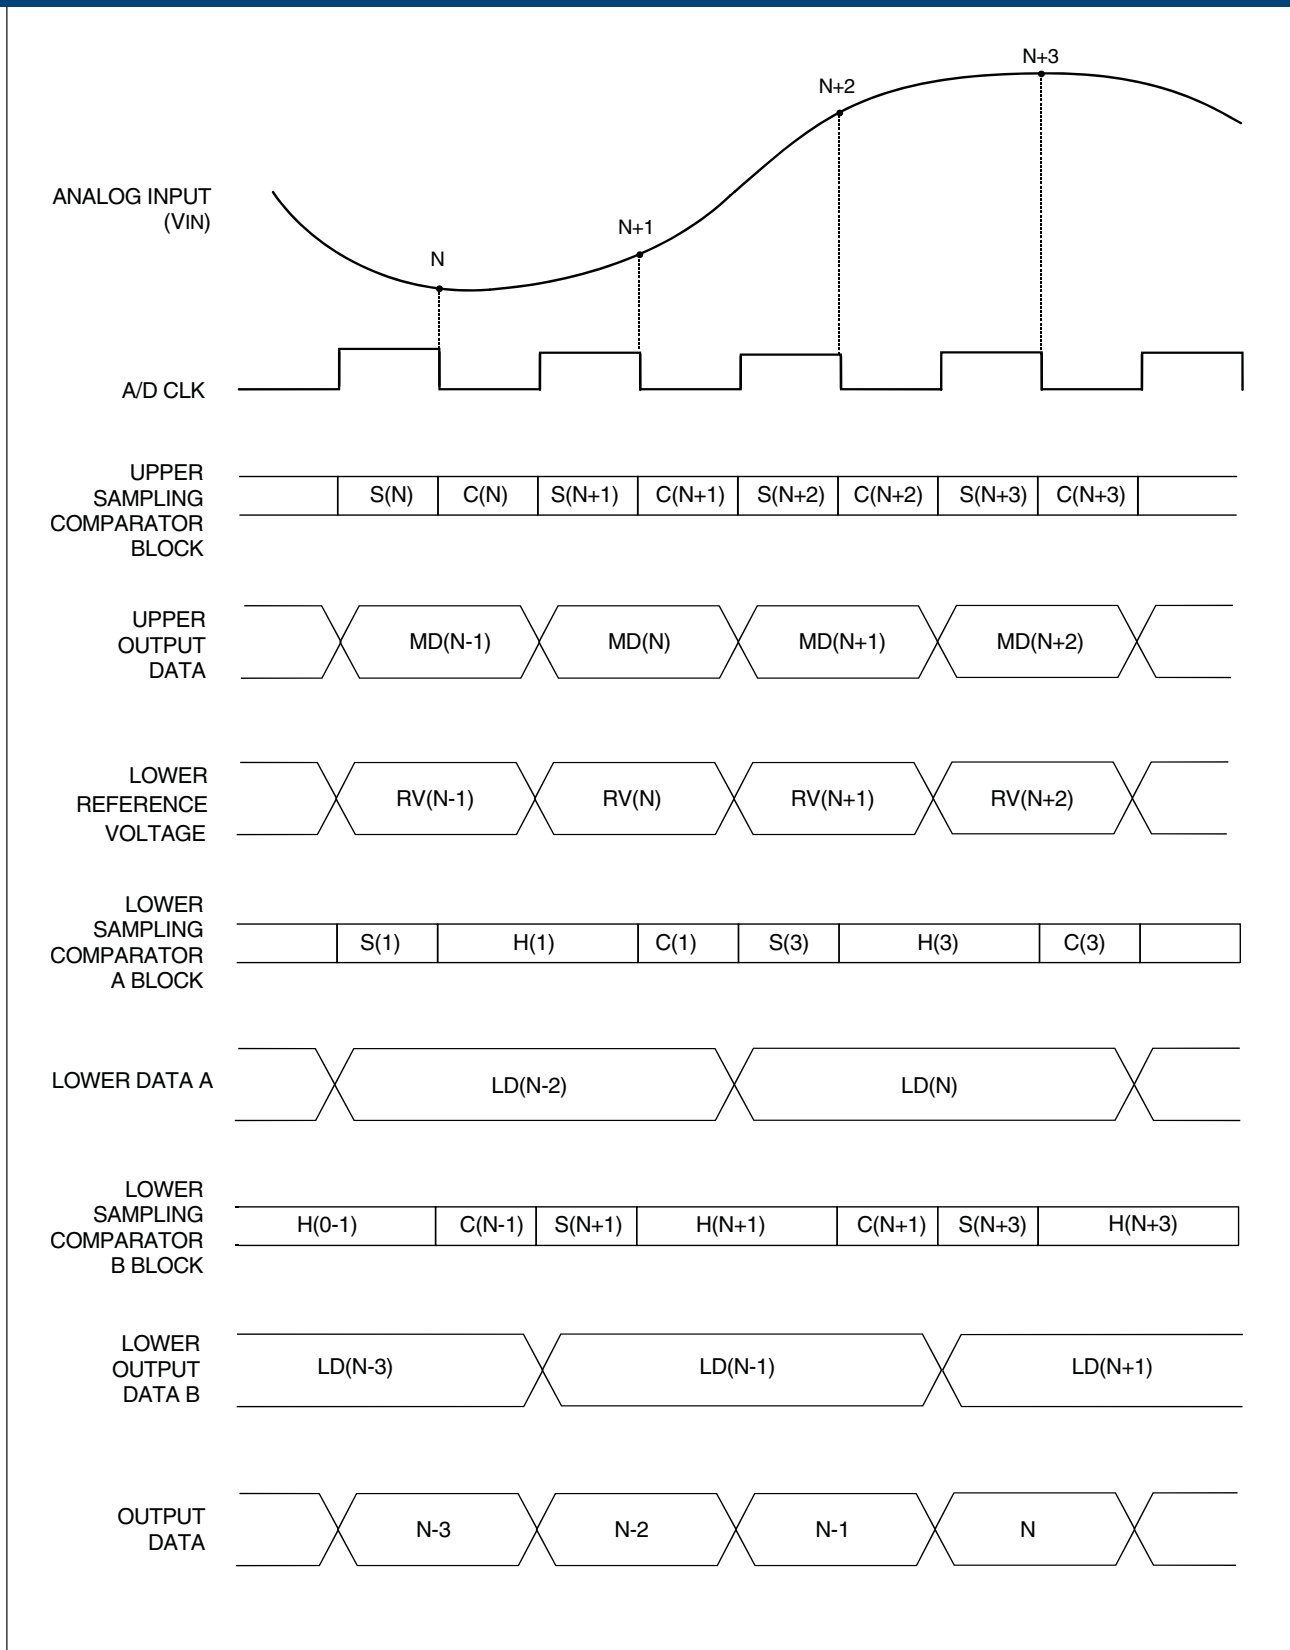 N+3
N+2
ANALOG INPUT
(VIN)
N+1
N
A/D CLK
UPPER
SAMPLING
COMPARATOR
BLOCK
S(N) C(N) S(N+1) C(N+1) S(N+2) C(N+2) S(N+3) C(N+3)
UPPER
OUTPUT
DATA
MD(N-1) MD(N) MD(N+1) MD(N+2)
LOWER
REFERENCE
VOLTAGE
RV(N-1) RV(N) RV(N+1) RV(N+2)
LOWER
SAMPLING
COMPARATOR
A BLOCK
S(1) H(1) C(1) S(3) H(3) C(3)
LOWER DATA A
LD(N-2) LD(N)
LOWER
SAMPLING
COMPARATOR
B BLOCK
H(0-1) C(N-1) S(N+1) H(N+1) C(N+1) S(N+3) H(N+3)
LOWER
OUTPUT
DATA B
LD(N-3) LD(N-1) LD(N+1)
OUTPUT
DATA
N-3 N-2 N-1 N